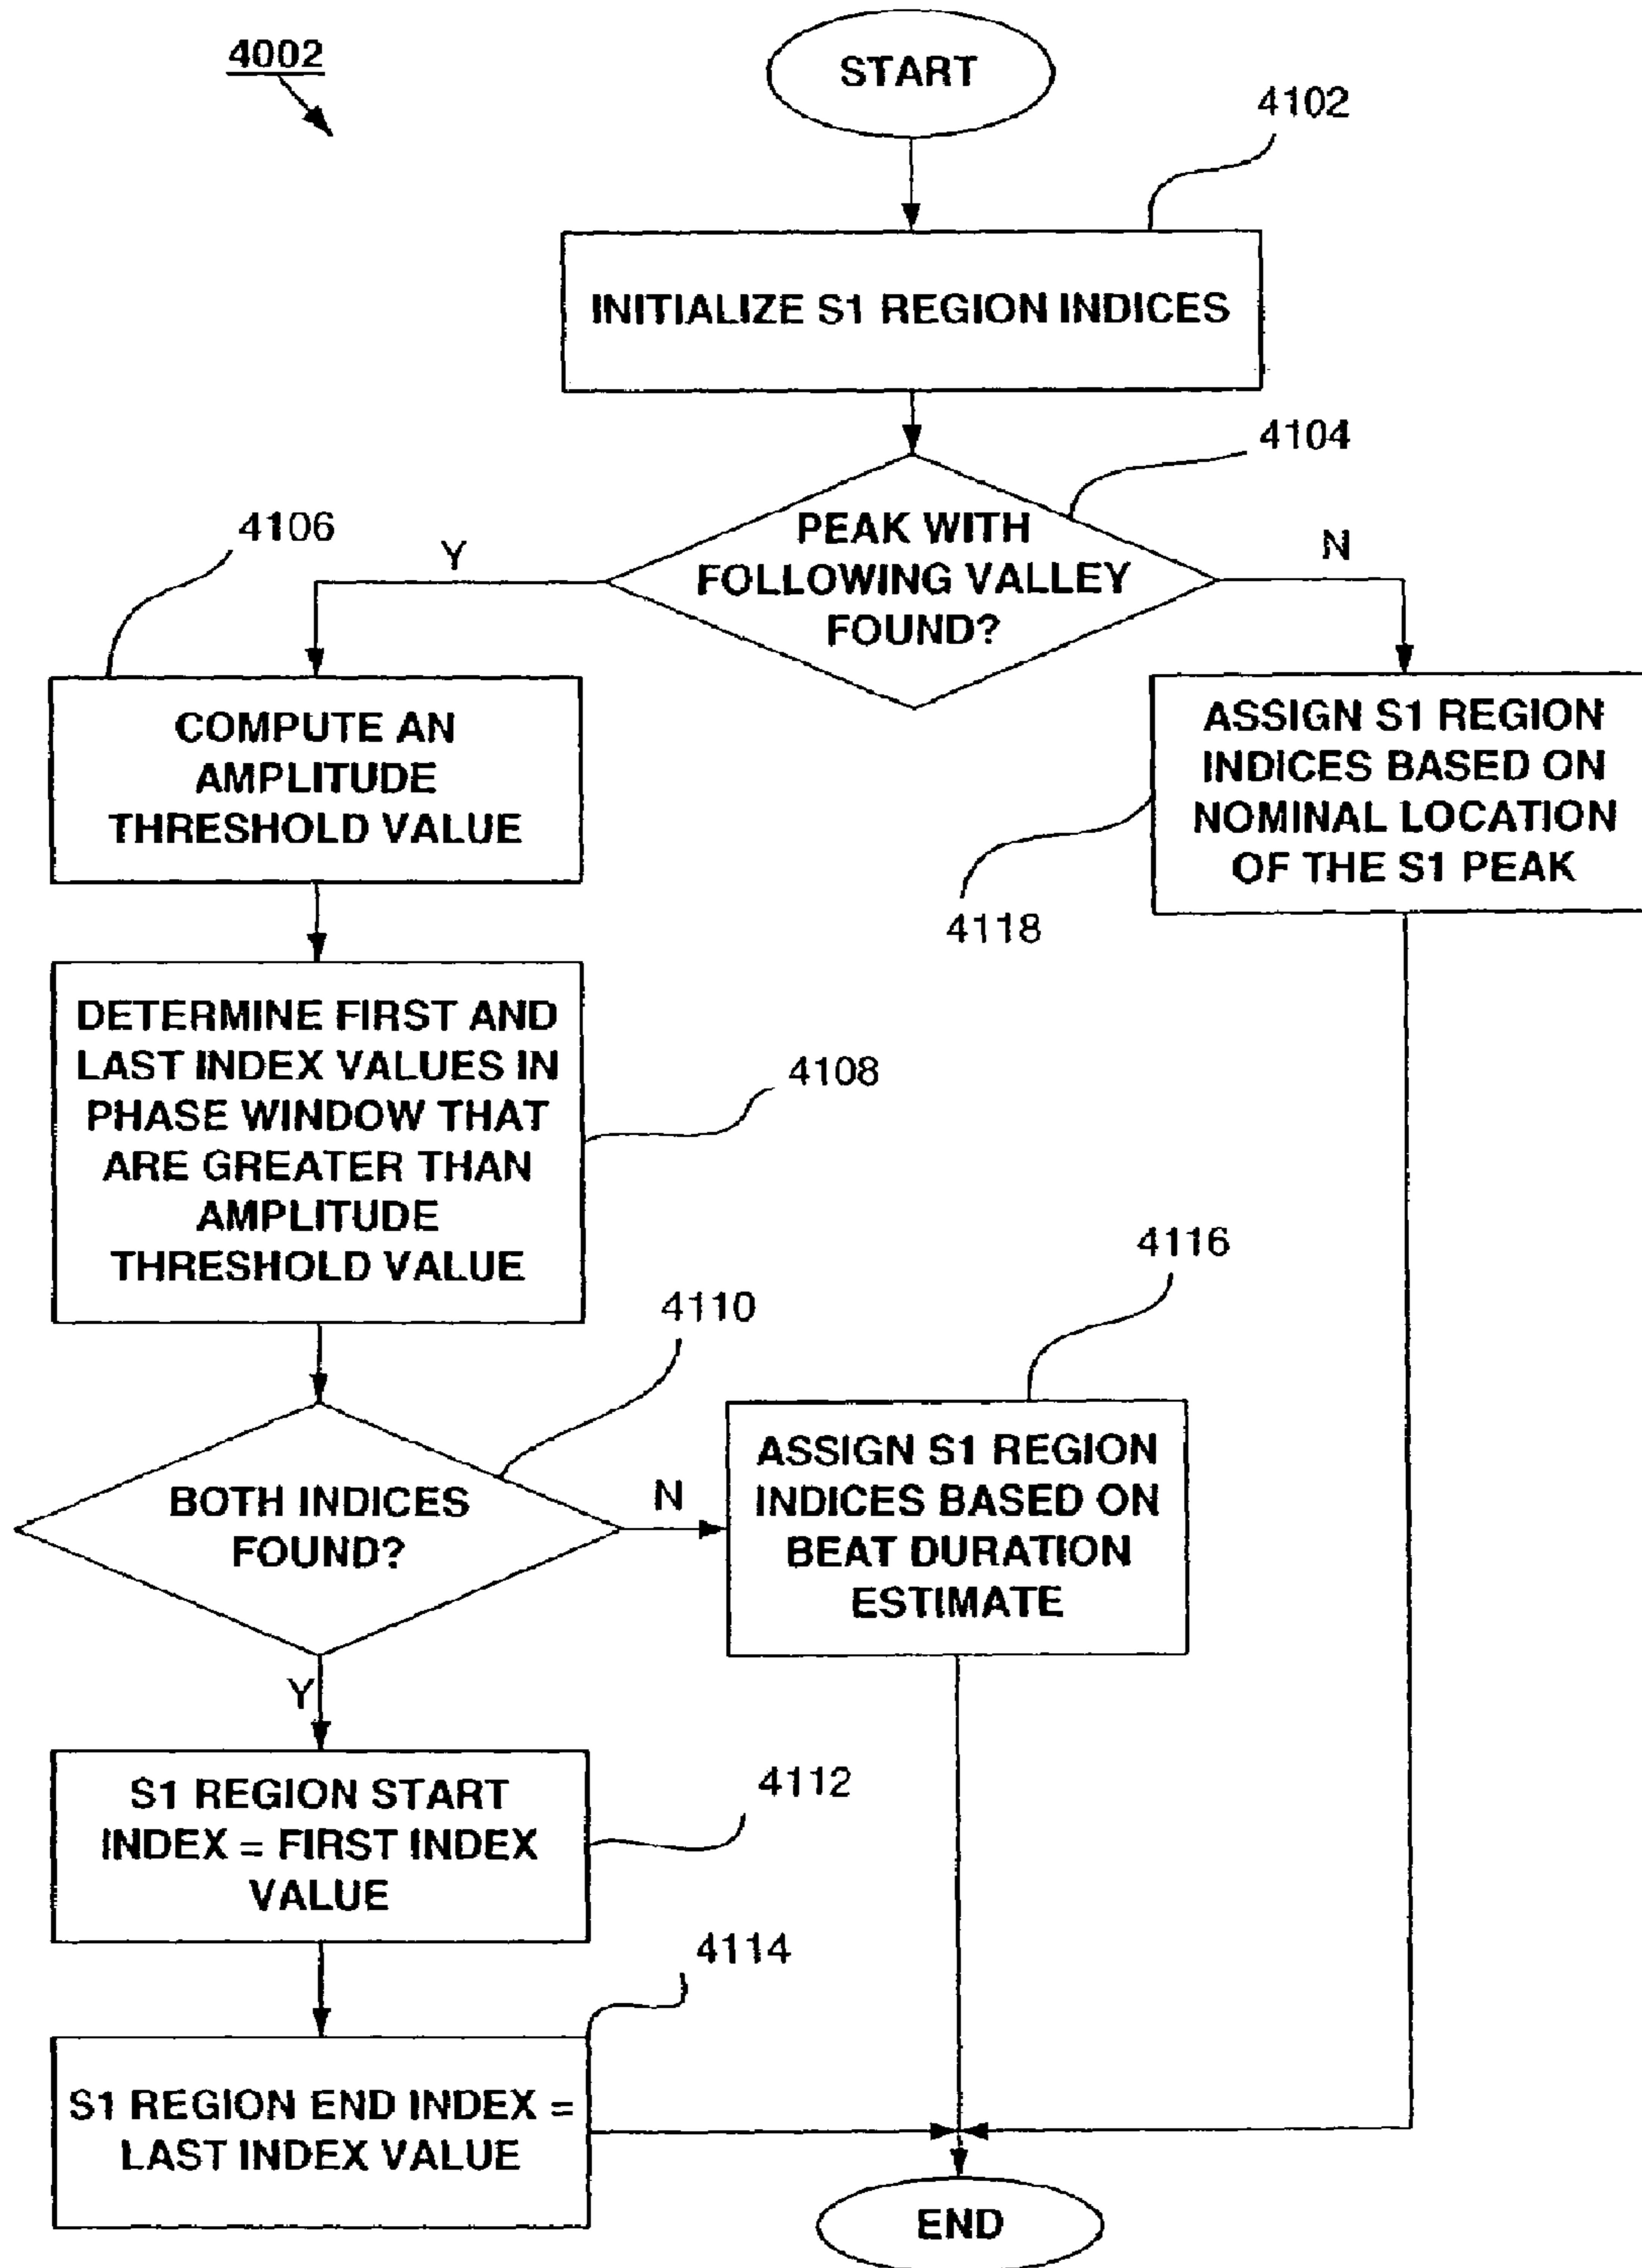 4002
START
4102
INITIALIZE S1 REGION INDICES
4104
PEAK WITH
FOLLOWING VALLEY
FOUND?
Y
N
4106
COMPUTE AN
AMPLITUDE
THRESHOLD VALUE
ASSIGN S1 REGION
INDICES BASED ON
NOMINAL LOCATION
OF THE S1 PEAK
4118
DETERMINE FIRST AND
LAST INDEX VALUES IN
PHASE WINDOW THAT
ARE GREATER THAN
AMPLITUDE
THRESHOLD VALUE
4108
4110
BOTH INDICES
FOUND?
N
4116
ASSIGN S1 REGION
INDICES BASED ON
BEAT DURATION
ESTIMATE
Y
S1 REGION START
INDEX = FIRST INDEX
VALUE
4112
4114
S1 REGION END INDEX =
LAST INDEX VALUE
END